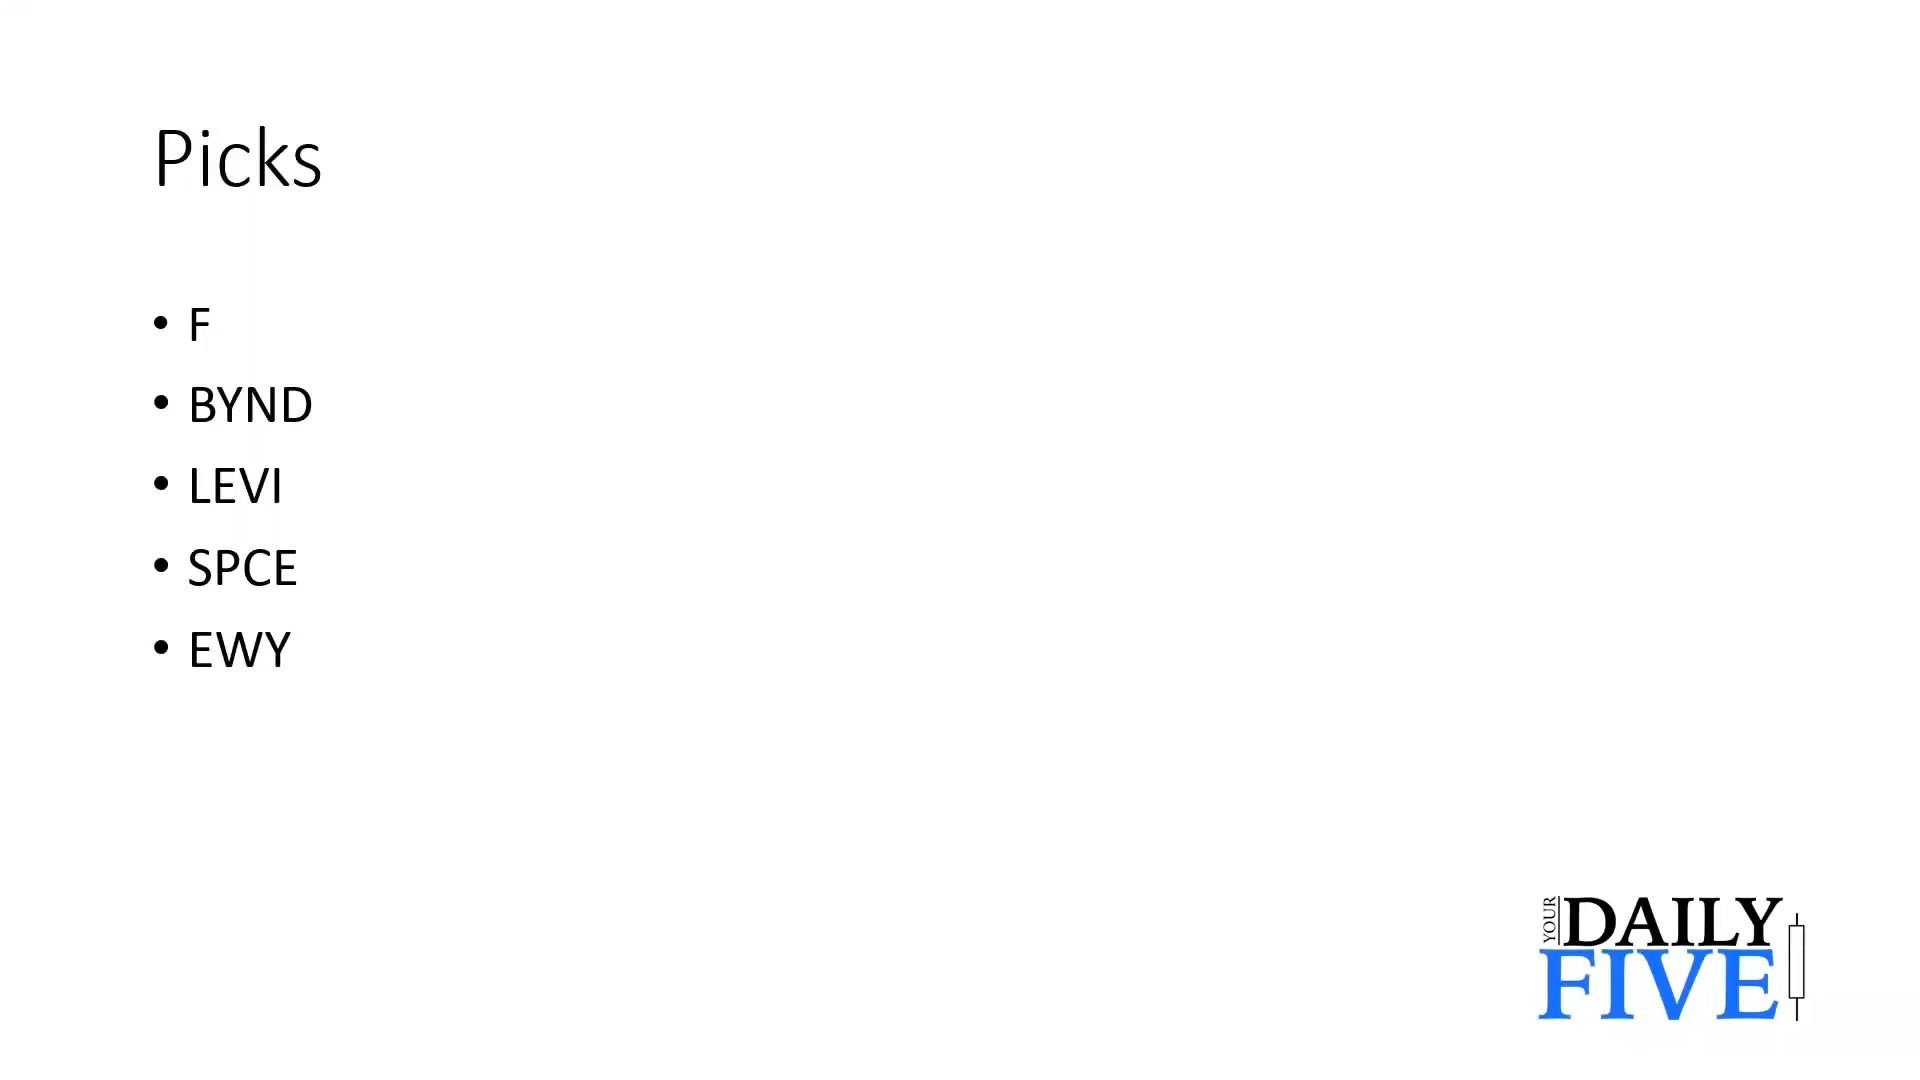 Picks
• F
• BYND
• LEVI
• SPCE
• EWY
YOUR DAILY
FIVE